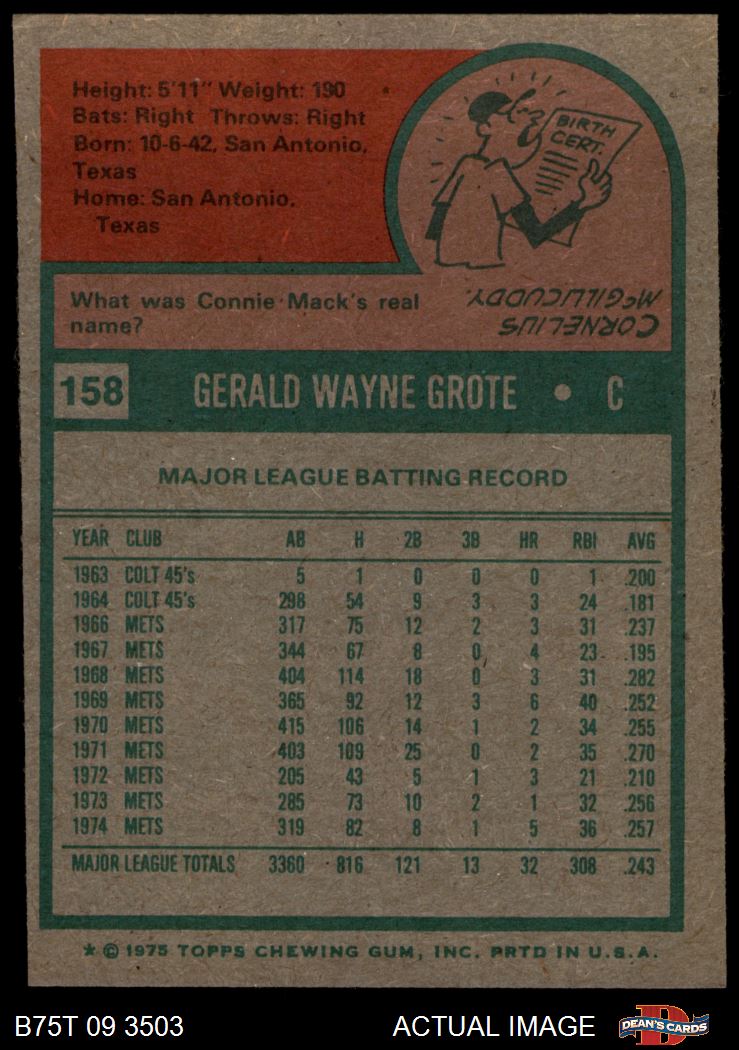 Height: 5'11" Weight: 190
Bats: Right Throws: Right
Born: 10-6-42, San Antonio,
Texas
Home: San Antonio,
Texas
BIRTH
CERT.
What was Connie Mack's real
name?
CORNELIUS
McGILLICUDDY.
158 GERALD WAYNE GROTE • C
MAJOR LEAGUE BATTING RECORD
YEAR CLUB AB H 2B 3B HR RBI AVG
1963 COLT 45's 5 1 0 0 0 1 .200
1964 COLT 45's 298 54 9 3 3 24 .181
1966 METS 317 75 12 2 3 31 .237
1967 METS 344 67 8 0 4 23 .195
1968 METS 404 114 18 0 3 31 .282
1969 METS 365 92 12 3 6 40 .252
1970 METS 415 106 14 1 2 34 .255
1971 METS 403 109 25 0 2 35 .270
1972 METS 205 43 5 1 3 21 .210
1973 METS 285 73 10 2 1 32 .256
1974 METS 319 82 8 1 5 36 .257
MAJOR LEAGUE TOTALS 3360 816 121 13 32 308 .243
* © 1975 TOPPS CHEWING GUM, INC. PRTD IN U.S.A.
B75T 09 3503 ACTUAL IMAGE DEAN'S CARDS